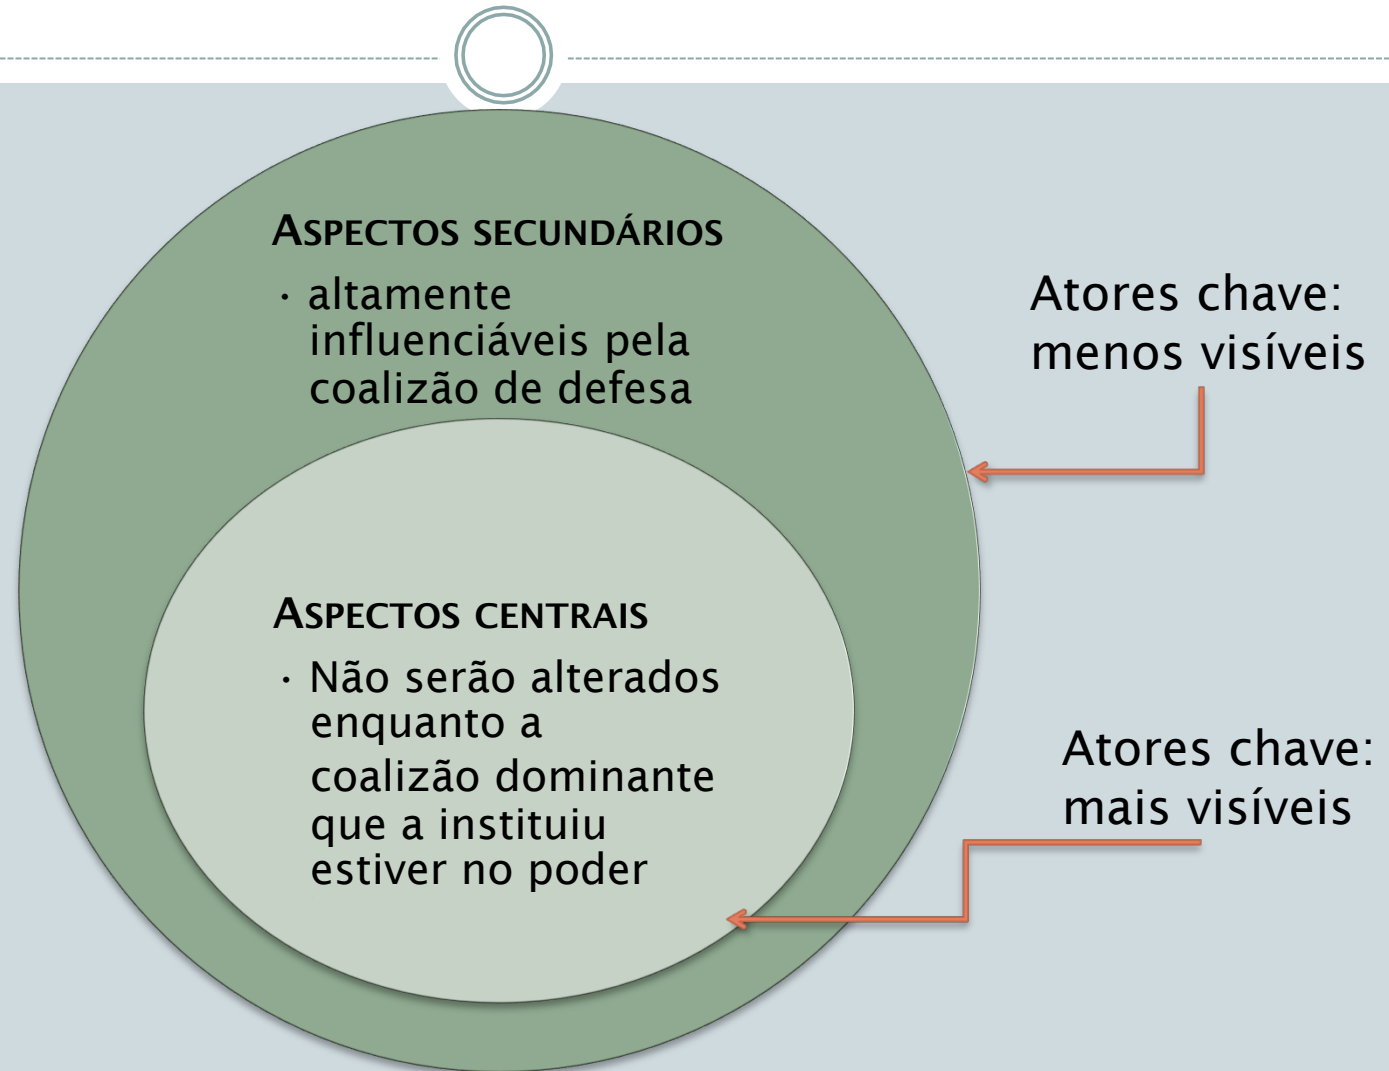 ASPECTOS SECUNDÁRIOS
· altamente
influenciáveis pela
coalizão de defesa
Atores chave:
menos visíveis
ASPECTOS CENTRAIS
· Não serão alterados
enquanto a
coalizão dominante
que a instituiu
estiver no poder
Atores chave:
mais visíveis